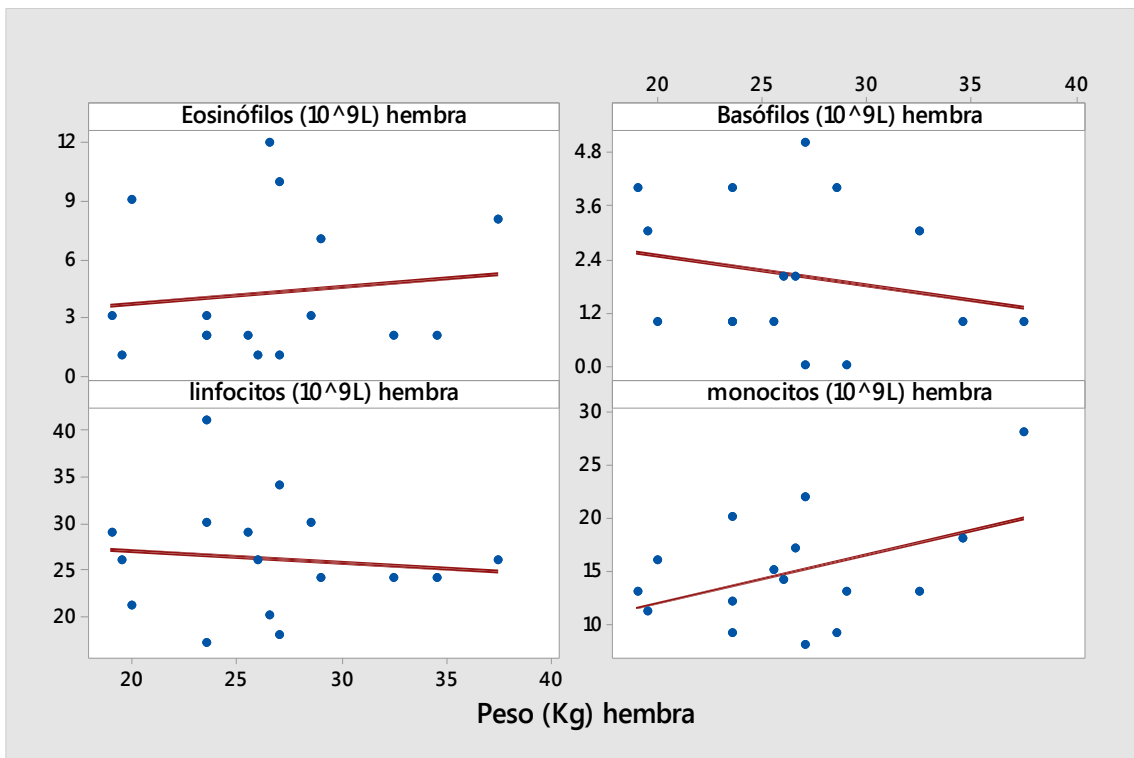 20 25 30 35 40
Eosinófilos (10^9L) hembra
Basófilos (10^9L) hembra
12
9
6
3
0
4.8
3.6
2.4
1.2
0.0
linfocitos (10^9L) hembra
monocitos (10^9L) hembra
40
35
30
25
20
30
25
20
15
10
20 25 30 35 40
Peso (Kg) hembra